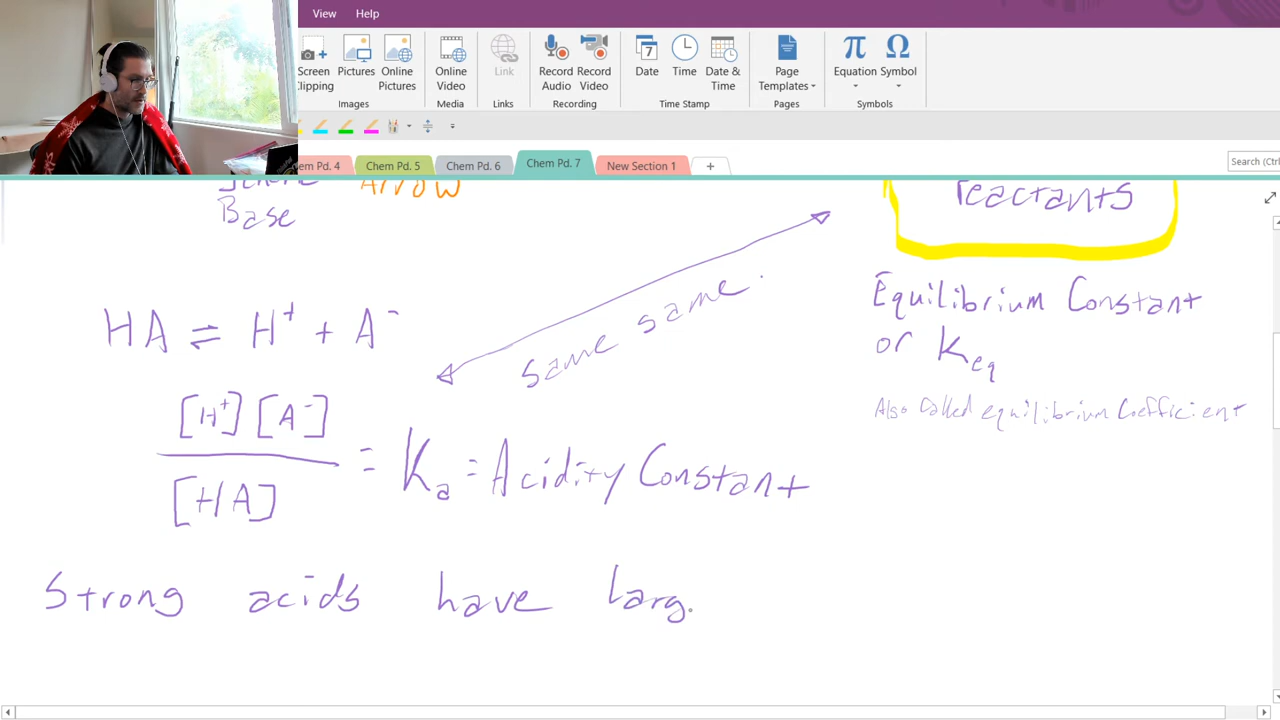 View Help
Screen Clipping
Pictures
Online Pictures
Online Video
Link
Record Audio
Record Video
Date
Time
Date & Time
Page Templates
Equation
Symbol
Images
Media
Links
Recording
Time Stamp
Pages
Symbols
em Pd. 4
Chem Pd. 5
Chem Pd. 6
Chem Pd. 7
New Section 1
+
Search (Ctrl
Arrow
Base
reactants
same same
Equilibrium Constant
or Keq
Also called equilibrium Coefficient
HA ⇌ H⁺ + A⁻
[H⁺][A⁻]
= Ka = Acidity Constant
[HA]
Strong acids have larg